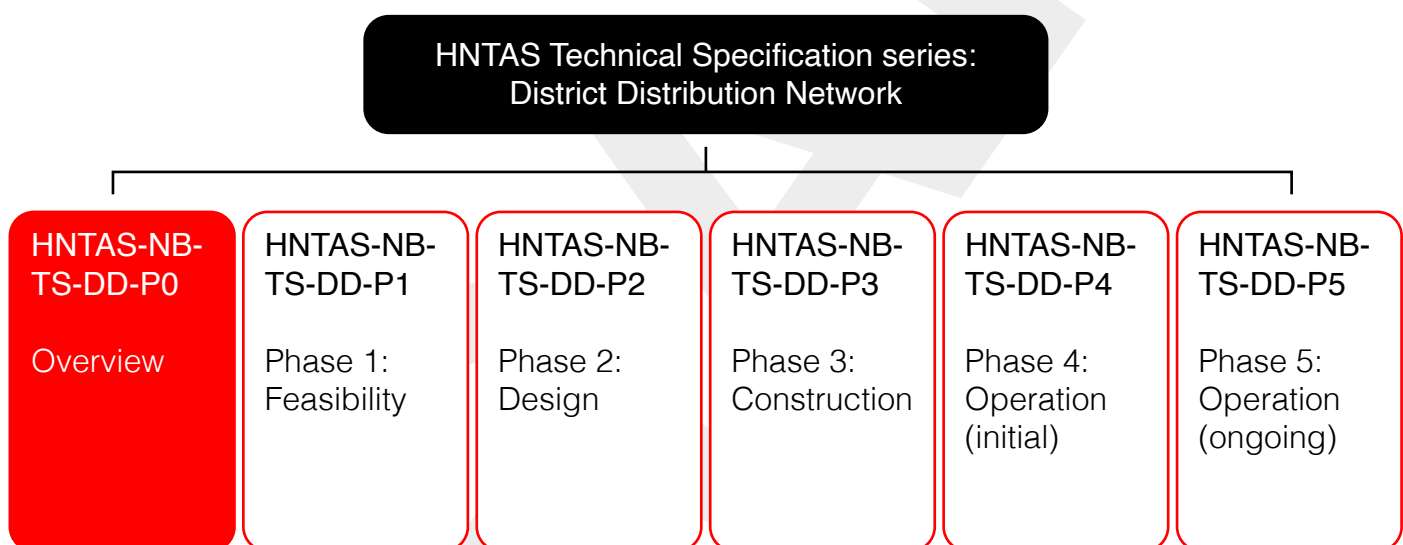 HNTAS Technical Specification series:
District Distribution Network
HNTAS-NB-
TS-DD-P0
Overview
HNTAS-NB-
TS-DD-P1
Phase 1:
Feasibility
HNTAS-NB-
TS-DD-P2
Phase 2:
Design
HNTAS-NB-
TS-DD-P3
Phase 3:
Construction
HNTAS-NB-
TS-DD-P4
Phase 4:
Operation
(initial)
HNTAS-NB-
TS-DD-P5
Phase 5:
Operation
(ongoing)